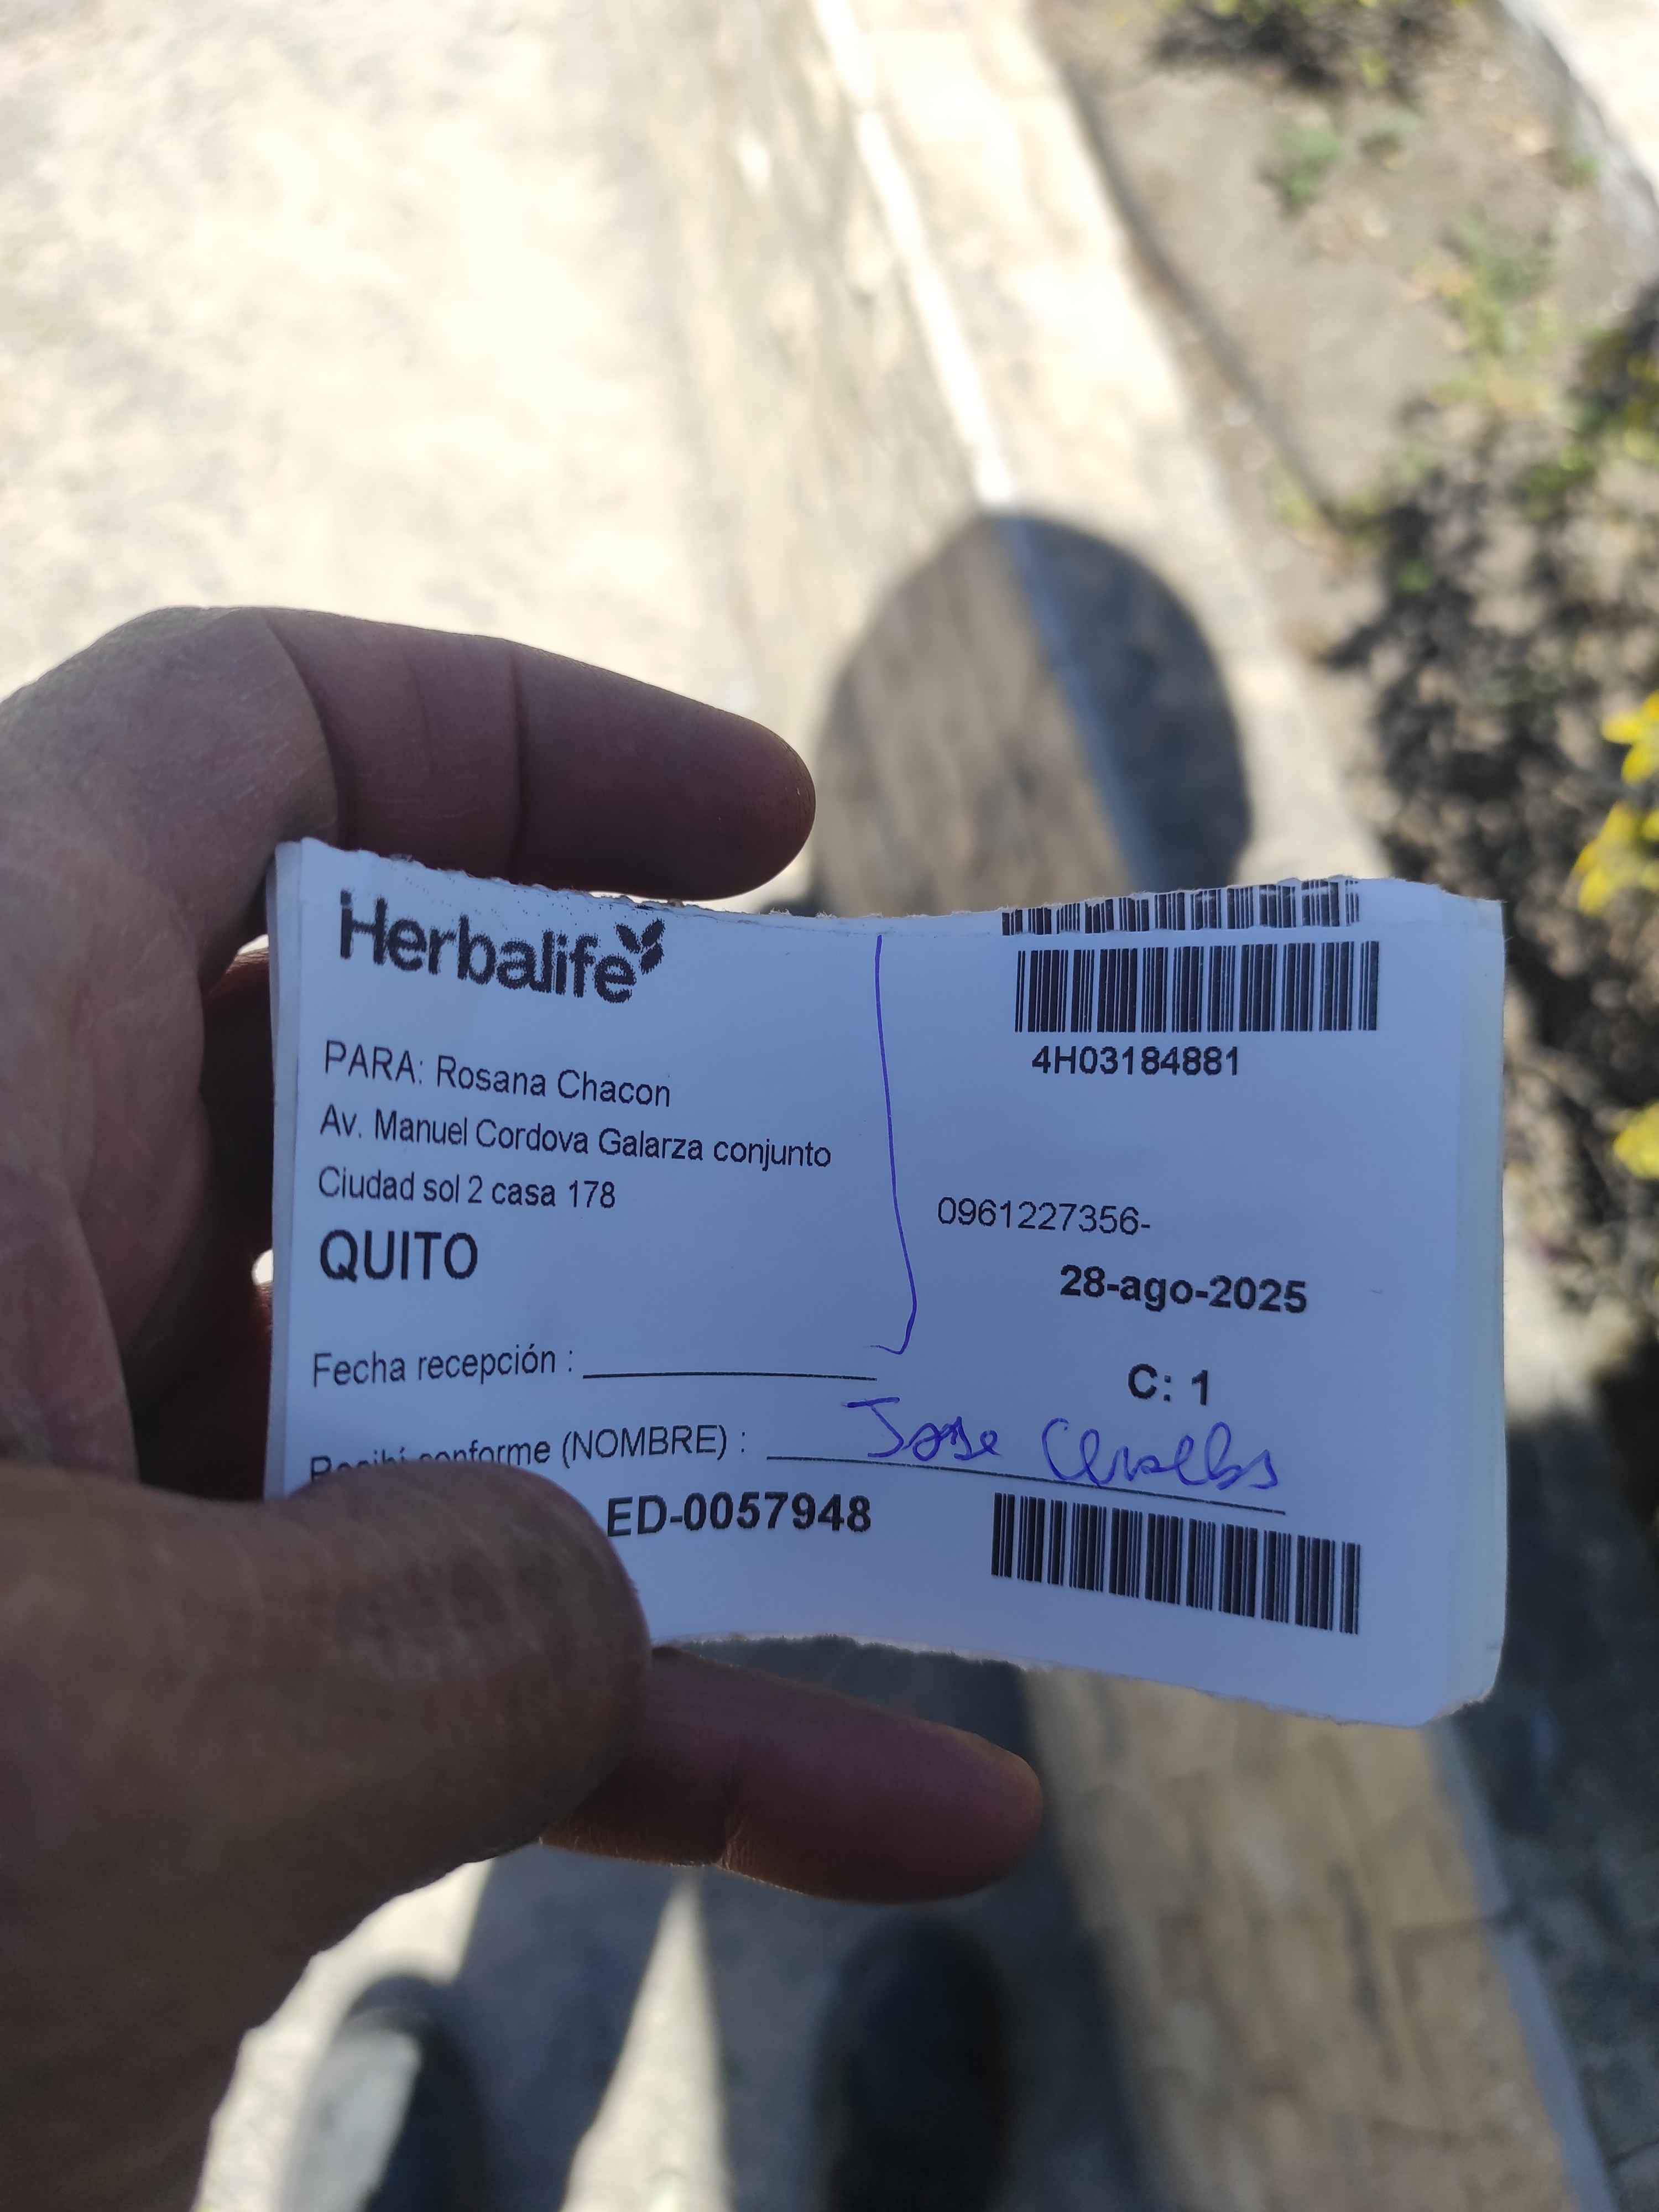 Herbalife
4H03184881
PARA: Rosana Chacon
Av. Manuel Cordova Galarza conjunto
Ciudad sol 2 casa 178
QUITO
0961227356-
28-ago-2025
C: 1
Fecha recepción :
Recibí conforme (NOMBRE) : Jose
ED-0057948